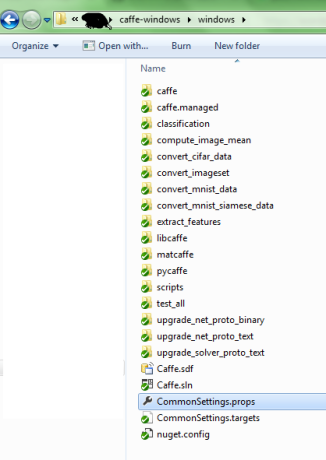 « caffe-windows windows
Organize Open with... Burn New folder
Name
caffe
caffe.managed
classification
compute_image_mean
convert_cifar_data
convert_imageset
convert_mnist_data
convert_mnist_siamese_data
extract_features
libcaffe
matcaffe
pycaffe
scripts
test_all
upgrade_net_proto_binary
upgrade_net_proto_text
upgrade_solver_proto_text
Caffe.sdf
Caffe.sln
CommonSettings.props
CommonSettings.targets
nuget.config